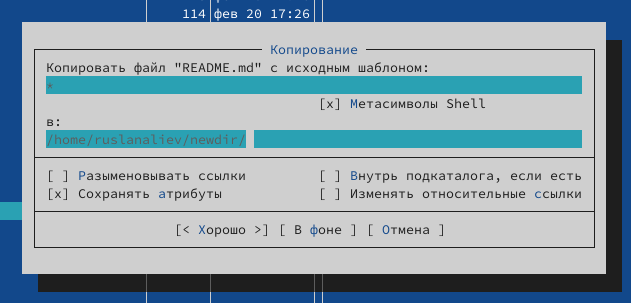 114 фев 20 17:26
Копирование
Копировать файл "README.md" с исходным шаблоном:
*
[x] Метасимволы Shell
в:
/home/ruslanaliev/newdir/
[ ] Разыменовывать ссылки [ ] Внутрь подкаталога, если есть
[x] Сохранять атрибуты [ ] Изменять относительные ссылки
[< Хорошо >] [ В фоне ] [ Отмена ]